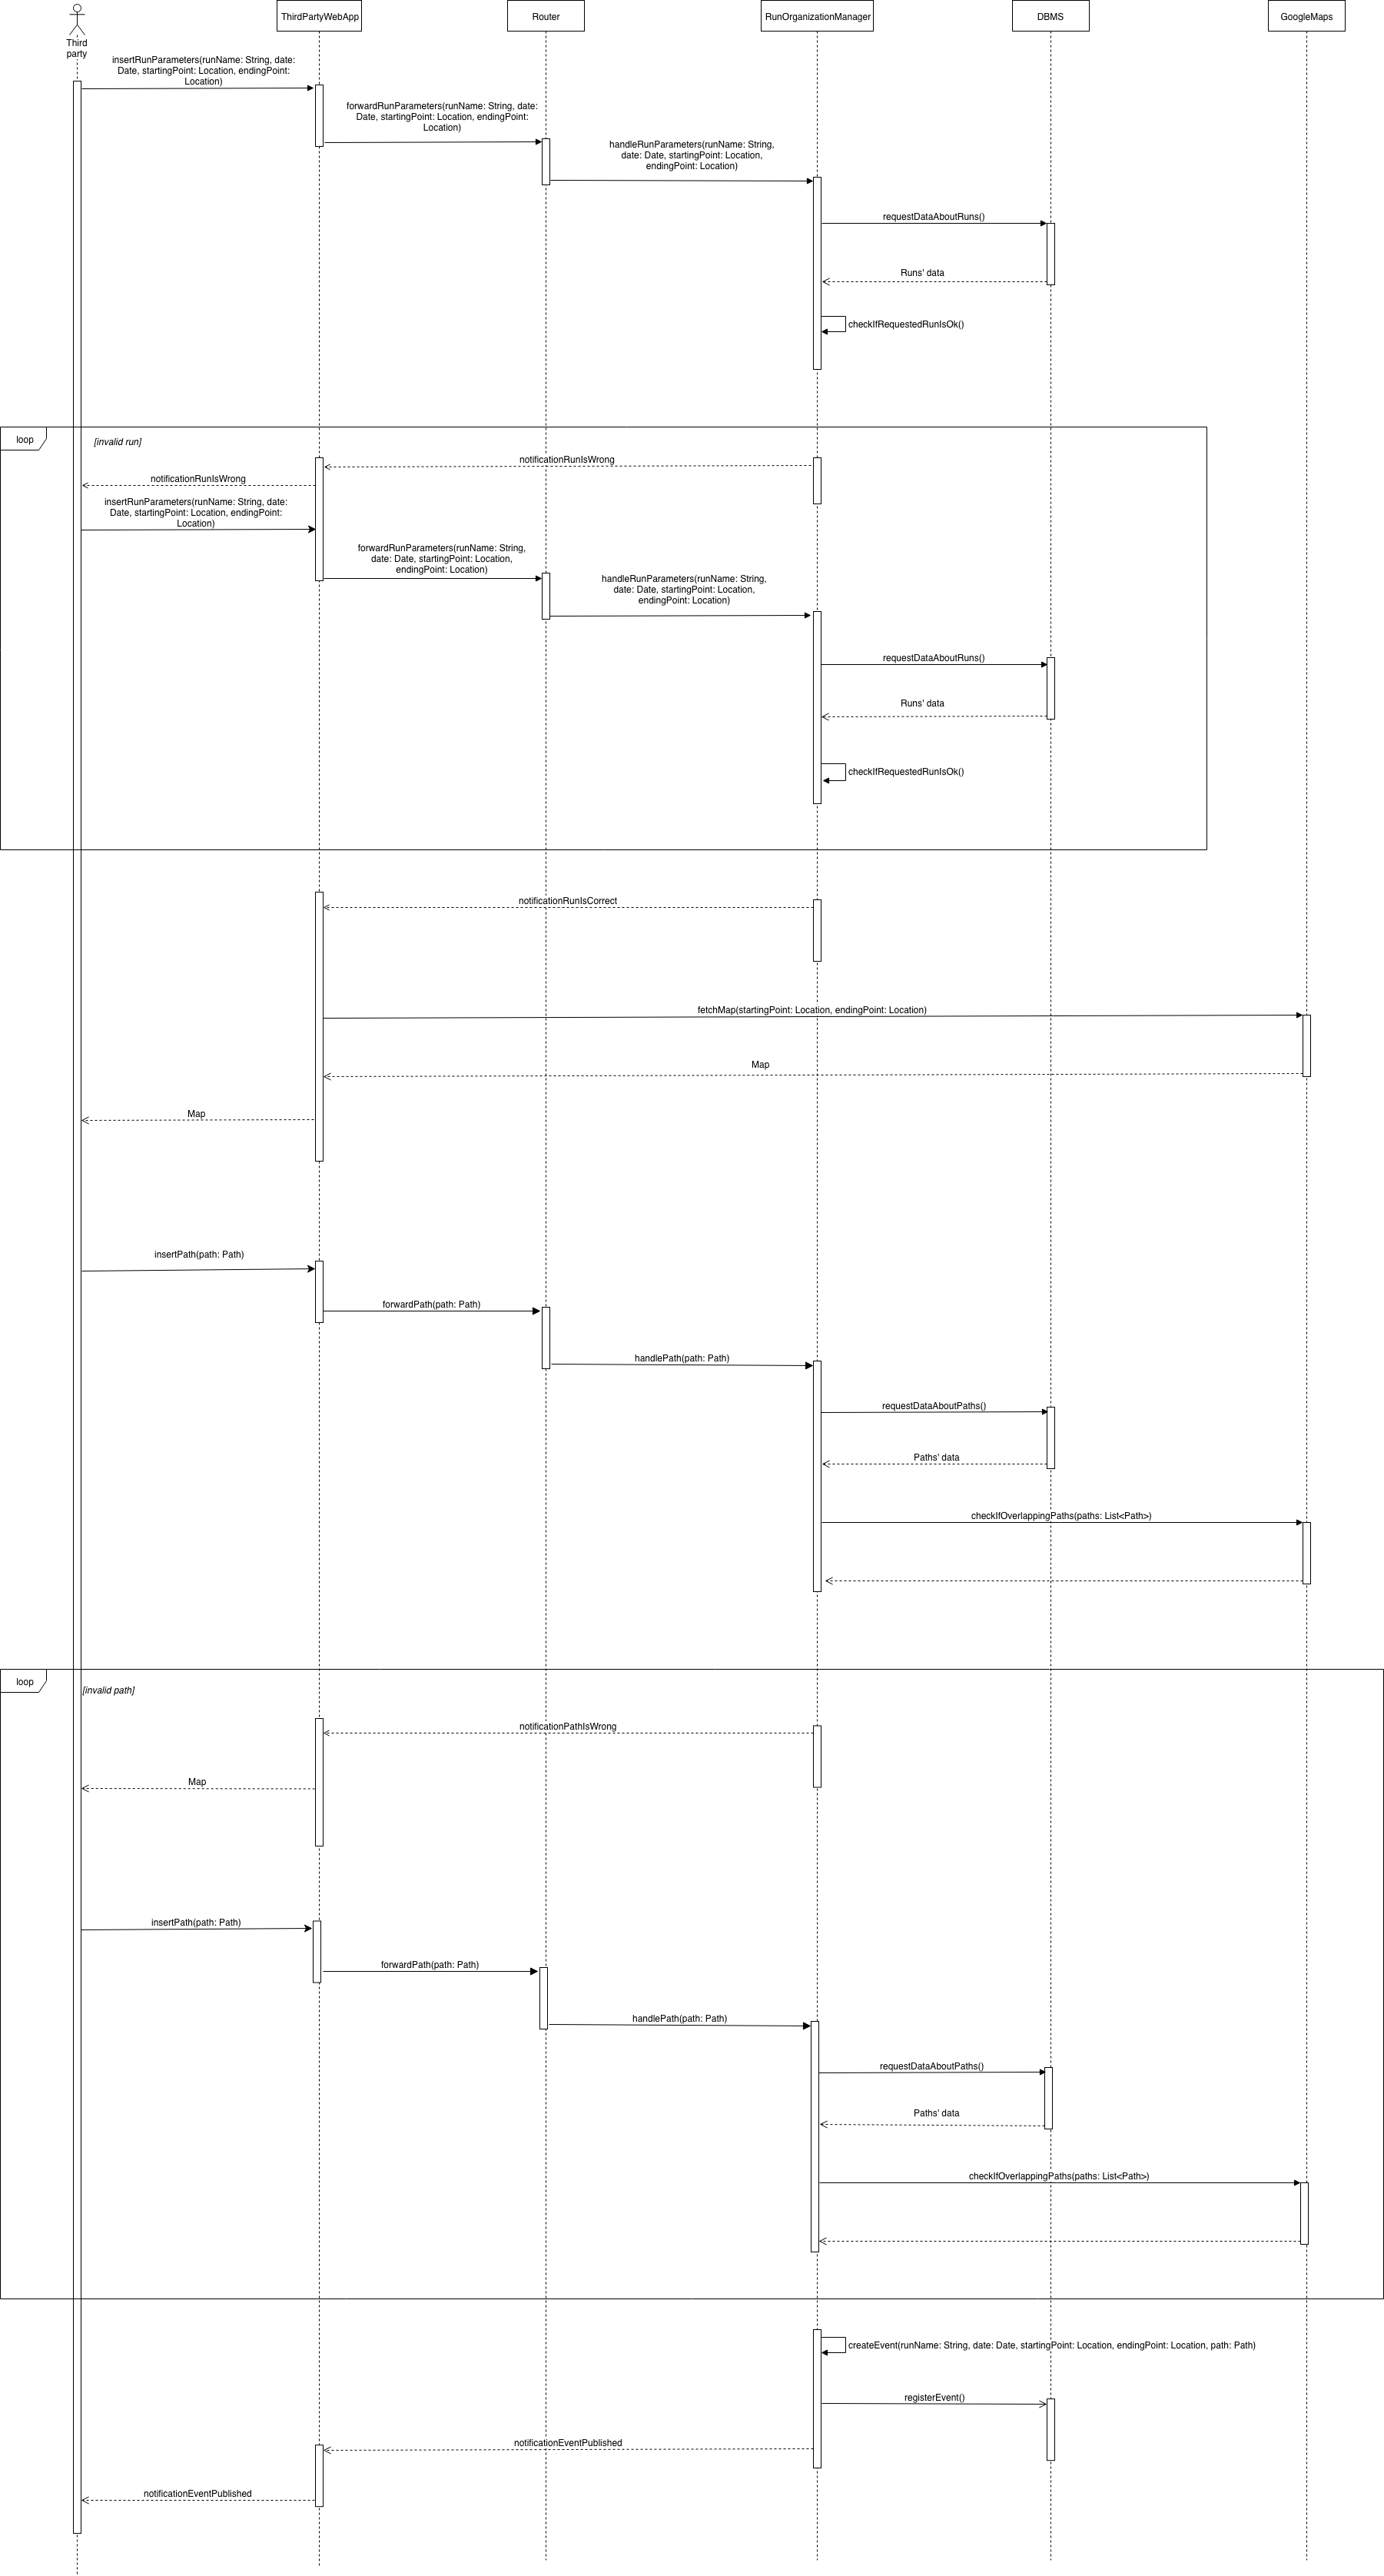 Third
party
ThirdPartyWebApp
Router
RunOrganizationManager
DBMS
GoogleMaps
insertRunParameters(runName: String, date:
Date, startingPoint: Location, endingPoint:
Location)
forwardRunParameters(runName: String, date:
Date, startingPoint: Location, endingPoint:
Location)
handleRunParameters(runName: String,
date: Date, startingPoint: Location,
endingPoint: Location)
requestDataAboutRuns()
Runs' data
checkIfRequestedRunIsOk()
loop
[invalid run]
notificationRunIsWrong
notificationRunIsWrong
insertRunParameters(runName: String, date:
Date, startingPoint: Location, endingPoint:
Location)
forwardRunParameters(runName: String,
date: Date, startingPoint: Location,
endingPoint: Location)
handleRunParameters(runName: String,
date: Date, startingPoint: Location,
endingPoint: Location)
requestDataAboutRuns()
Runs' data
checkIfRequestedRunIsOk()
notificationRunIsCorrect
fetchMap(startingPoint: Location, endingPoint: Location)
Map
Map
insertPath(path: Path)
forwardPath(path: Path)
handlePath(path: Path)
requestDataAboutPaths()
Paths' data
checkIfOverlappingPaths(paths: List<Path>)
loop
[invalid path]
notificationPathIsWrong
Map
insertPath(path: Path)
forwardPath(path: Path)
handlePath(path: Path)
requestDataAboutPaths()
Paths' data
checkIfOverlappingPaths(paths: List<Path>)
createEvent(runName: String, date: Date, startingPoint: Location, endingPoint: Location, path: Path)
registerEvent()
notificationEventPublished
notificationEventPublished